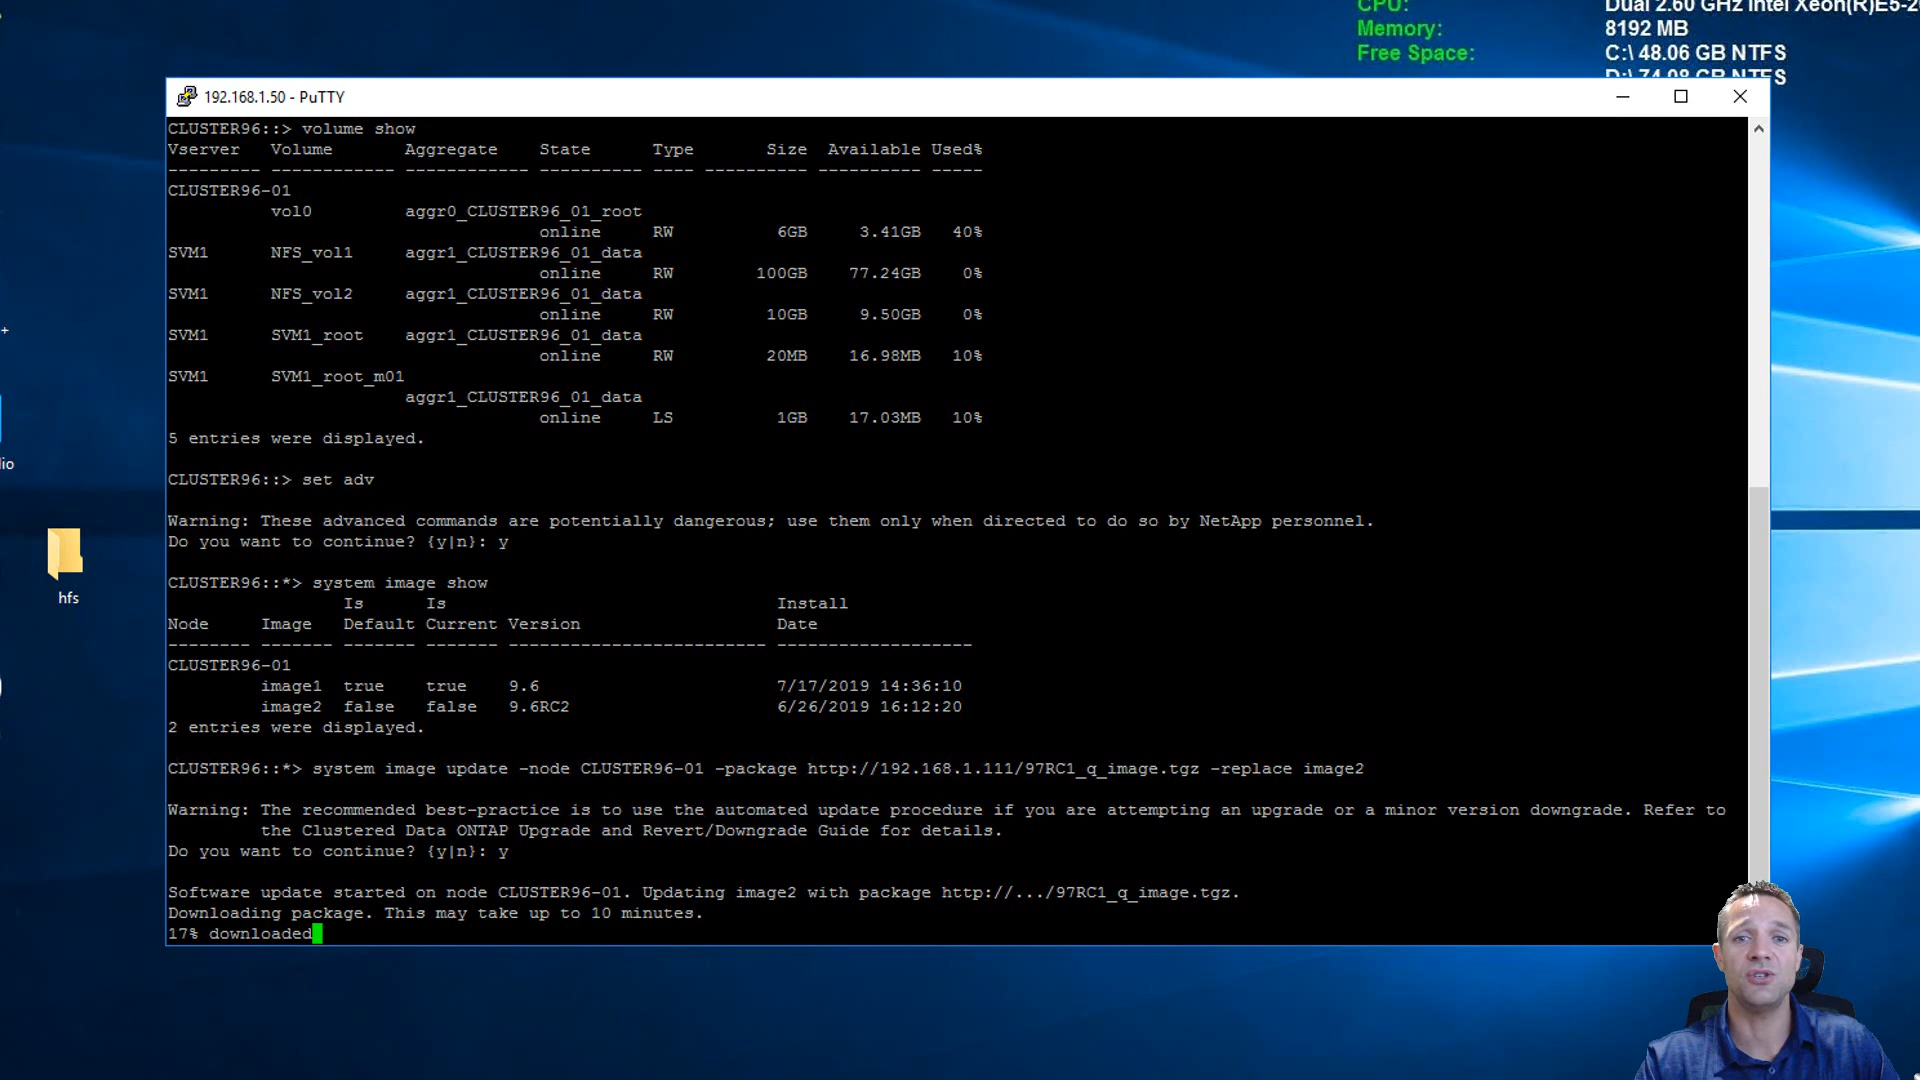 CPU: Dual 2.60 GHz Intel Xeon(R)E5-2
Memory: 8192 MB
Free Space: C:\ 48.06 GB NTFS
D:\ 74.08 GB NTFS
192.168.1.50 - PuTTY
CLUSTER96::> volume show
Vserver   Volume       Aggregate    State      Type       Size  Available Used%
--------- ------------ ------------ ---------- ---- ---------- ---------- -----
CLUSTER96-01
vol0         aggr0_CLUSTER96_01_root
online     RW          6GB     3.41GB   40%
SVM1      NFS_vol1     aggr1_CLUSTER96_01_data
online     RW        100GB    77.24GB    0%
SVM1      NFS_vol2     aggr1_CLUSTER96_01_data
online     RW         10GB     9.50GB    0%
SVM1      SVM1_root    aggr1_CLUSTER96_01_data
online     RW         20MB    16.98MB   10%
SVM1      SVM1_root_m01
aggr1_CLUSTER96_01_data
online     LS          1GB    17.03MB   10%
5 entries were displayed.
CLUSTER96::> set adv
Warning: These advanced commands are potentially dangerous; use them only when directed to do so by NetApp personnel.
Do you want to continue? {y|n}: y
CLUSTER96::*> system image show
Is      Is                                Install
Node     Image   Default Current Version                   Date
-------- ------- ------- ------- ------------------------- -------------------
CLUSTER96-01
image1  true    true    9.6                       7/17/2019 14:36:10
image2  false   false   9.6RC2                    6/26/2019 16:12:20
2 entries were displayed.
CLUSTER96::*> system image update -node CLUSTER96-01 -package http://192.168.1.111/97RC1_q_image.tgz -replace image2
Warning: The recommended best-practice is to use the automated update procedure if you are attempting an upgrade or a minor version downgrade. Refer to
the Clustered Data ONTAP Upgrade and Revert/Downgrade Guide for details.
Do you want to continue? {y|n}: y
Software update started on node CLUSTER96-01. Updating image2 with package http://.../97RC1_q_image.tgz.
Downloading package. This may take up to 10 minutes.
17% downloaded
+
io
hfs